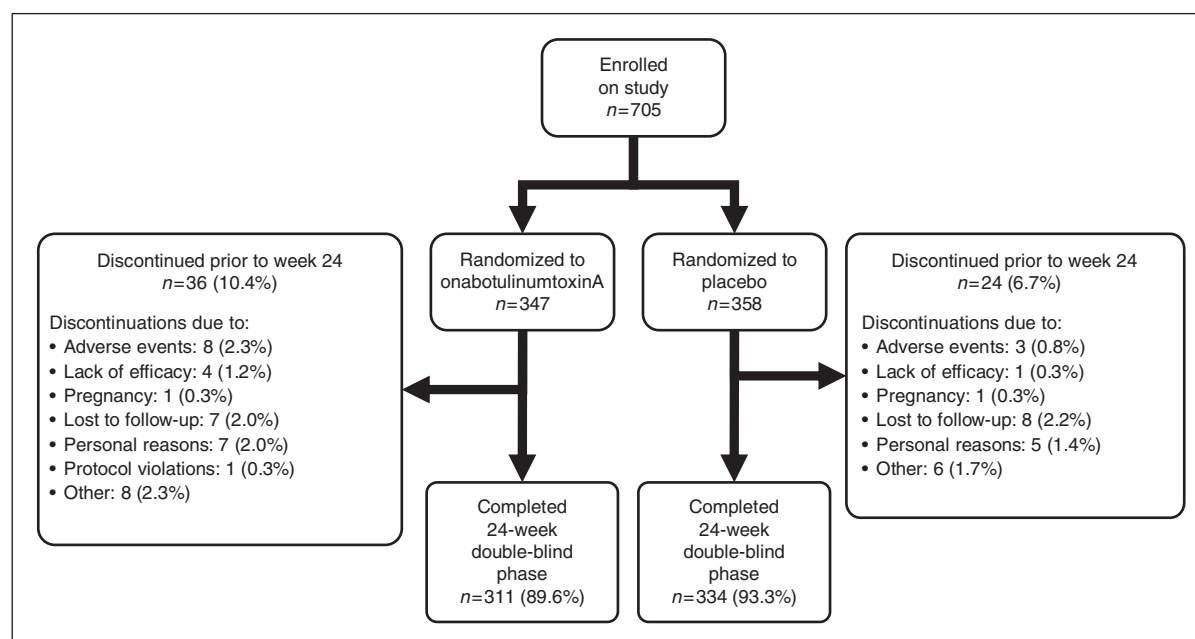 Enrolled
on study
n=705
Discontinued prior to week 24
n=36 (10.4%)
Discontinuations due to:
• Adverse events: 8 (2.3%)
• Lack of efficacy: 4 (1.2%)
• Pregnancy: 1 (0.3%)
• Lost to follow-up: 7 (2.0%)
• Personal reasons: 7 (2.0%)
• Protocol violations: 1 (0.3%)
• Other: 8 (2.3%)
Randomized to
onabotulinumtoxinA
n=347
Randomized to
placebo
n=358
Discontinued prior to week 24
n=24 (6.7%)
Discontinuations due to:
• Adverse events: 3 (0.8%)
• Lack of efficacy: 1 (0.3%)
• Pregnancy: 1 (0.3%)
• Lost to follow-up: 8 (2.2%)
• Personal reasons: 5 (1.4%)
• Other: 6 (1.7%)
Completed
24-week
double-blind
phase
n=311 (89.6%)
Completed
24-week
double-blind
phase
n=334 (93.3%)